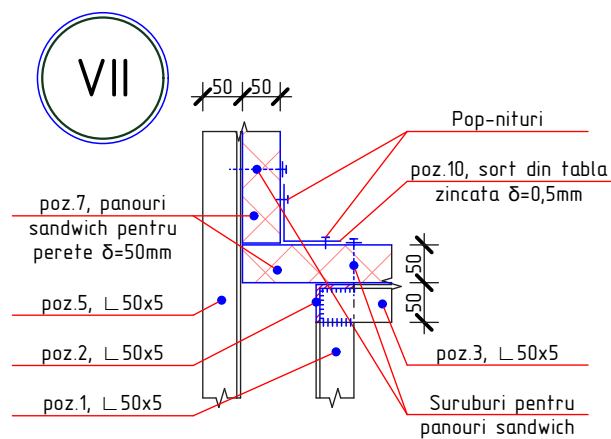 VII
50 50
Pop-nituri
poz.10, sort din tabla
zincata δ=0,5mm
poz.7, panouri
sandwich pentru
perete δ=50mm
50
50
poz.5, ∟50x5
poz.2, ∟50x5
poz.3, ∟50x5
poz.1, ∟50x5
Suruburi pentru
panouri sandwich